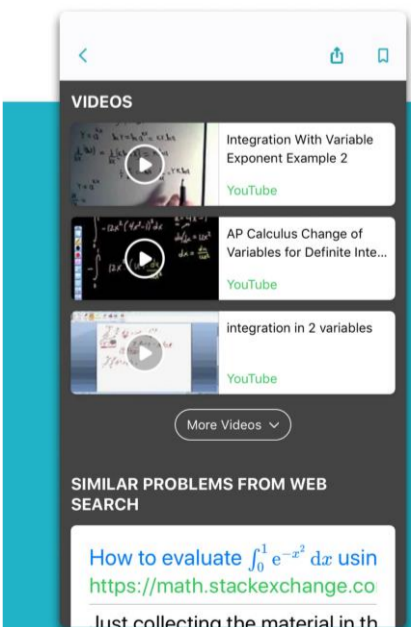 VIDEOS
Integration With Variable
Exponent Example 2
YouTube
AP Calculus Change of
Variables for Definite Inte...
YouTube
integration in 2 variables
YouTube
More Videos
SIMILAR PROBLEMS FROM WEB
SEARCH
How to evaluate ∫₀¹ e^{-x²} dx usin
https://math.stackexchange.co
Just collecting the material in th